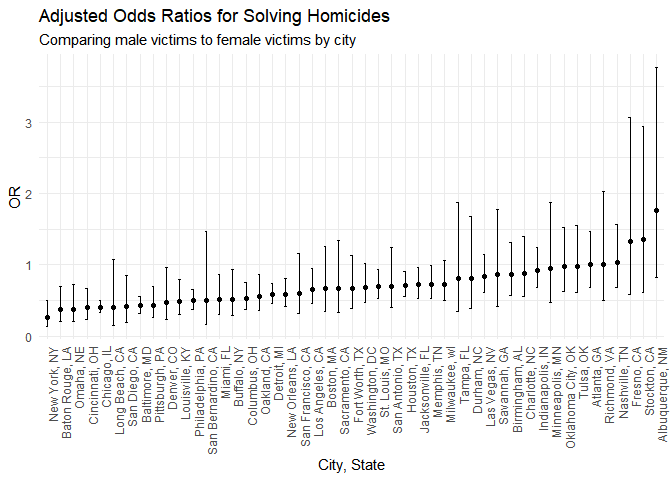 Adjusted Odds Ratios for Solving Homicides
Comparing male victims to female victims by city
OR
3
2
1
0
New York, NY
Baton Rouge, LA
Omaha, NE
Cincinnati, OH
Chicago, IL
Long Beach, CA
San Diego, CA
Baltimore, MD
Pittsburgh, PA
Denver, CO
Louisville, KY
Philadelphia, PA
San Bernardino, CA
Miami, FL
Buffalo, NY
Columbus, OH
Oakland, CA
Detroit, MI
New Orleans, LA
San Francisco, CA
Los Angeles, CA
Boston, MA
Sacramento, CA
Fort Worth, TX
Washington, DC
St. Louis, MO
San Antonio, TX
Houston, TX
Jacksonville, FL
Memphis, TN
Milwaukee, wI
Tampa, FL
Durham, NC
Las Vegas, NV
Savannah, GA
Birmingham, AL
Charlotte, NC
Indianapolis, IN
Minneapolis, MN
Oklahoma City, OK
Tulsa, OK
Atlanta, GA
Richmond, VA
Nashville, TN
Fresno, CA
Stockton, CA
Albuquerque, NM
City, State